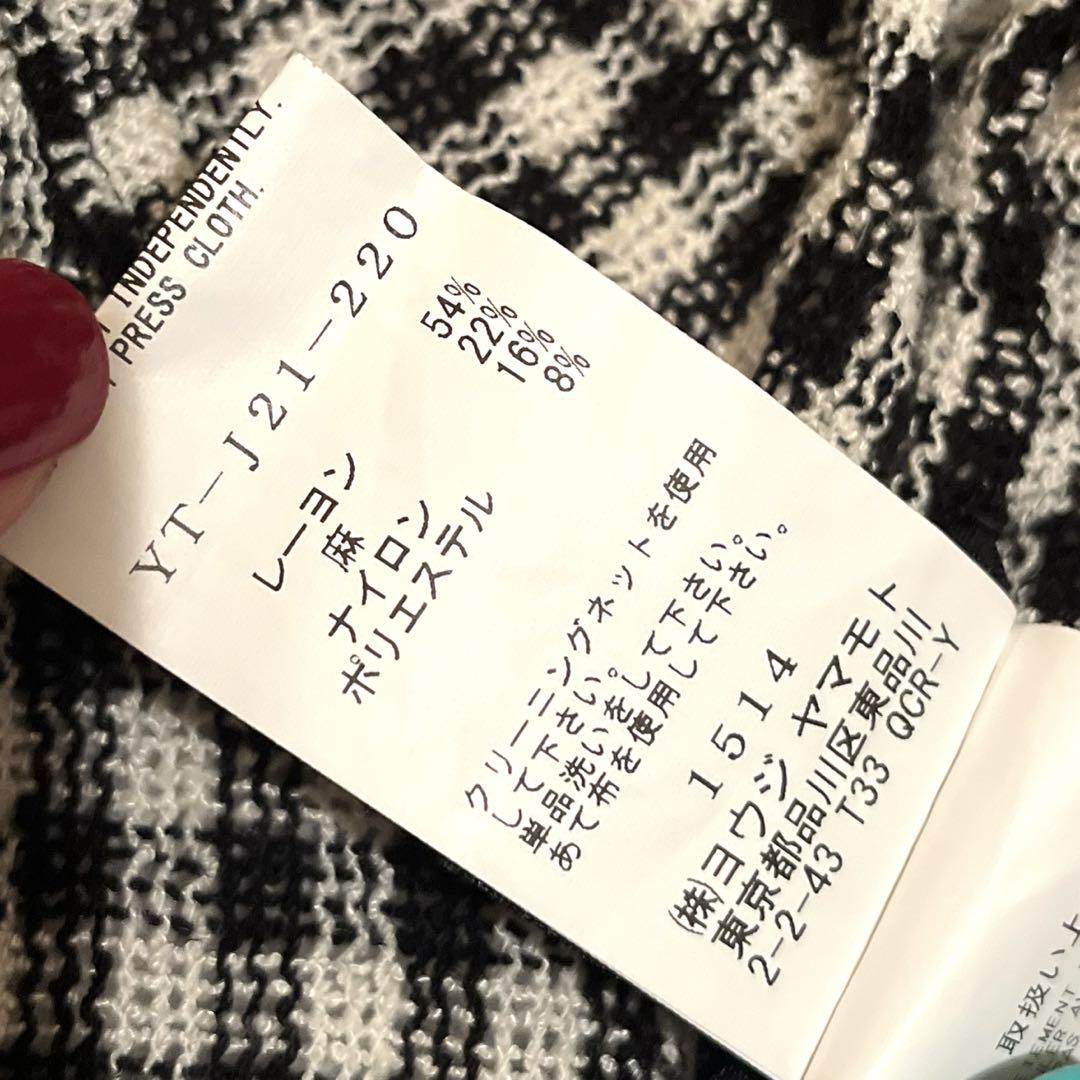 INDEPENDENTLY.
PRESS CLOTH.
YT-J21-220
レーヨン 54%
麻 22%
ナイロン 16%
ポリエステル 8%
クリーニングネットを使用
して下さい。
単品洗いをして下さい。
あて布を使用して下さい。
1514
(株)ヨウジ ヤマモト
東京都品川区東品川
2-2-43 T33 QCR-Y
取扱い上